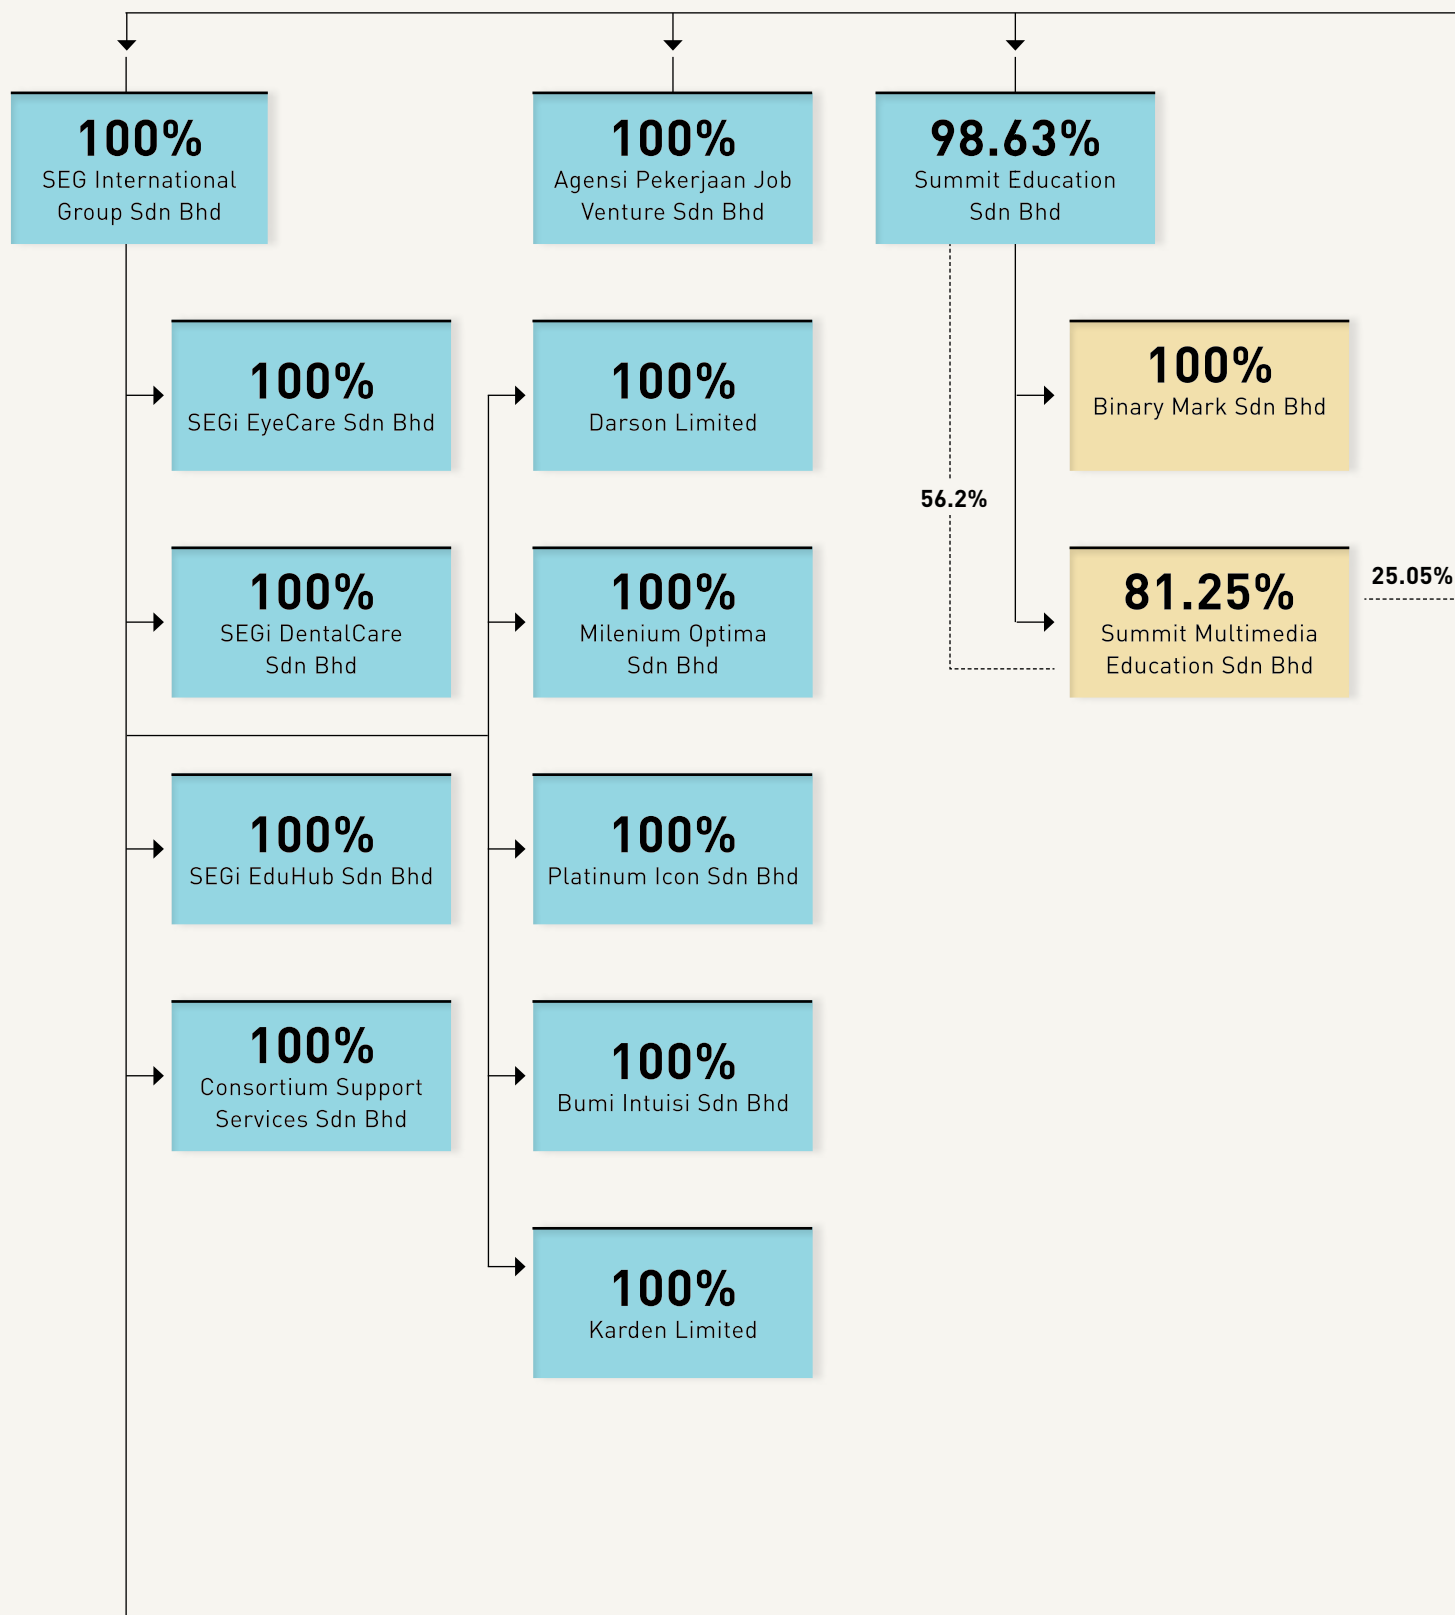 100%
SEG International
Group Sdn Bhd
100%
Agensi Pekerjaan Job
Venture Sdn Bhd
98.63%
Summit Education
Sdn Bhd
100%
SEGi EyeCare Sdn Bhd
100%
Darson Limited
100%
Binary Mark Sdn Bhd
56.2%
100%
SEGi DentalCare
Sdn Bhd
100%
Milenium Optima
Sdn Bhd
81.25%
Summit Multimedia
Education Sdn Bhd
25.05%
100%
SEGi EduHub Sdn Bhd
100%
Platinum Icon Sdn Bhd
100%
Consortium Support
Services Sdn Bhd
100%
Bumi Intuisi Sdn Bhd
100%
Karden Limited